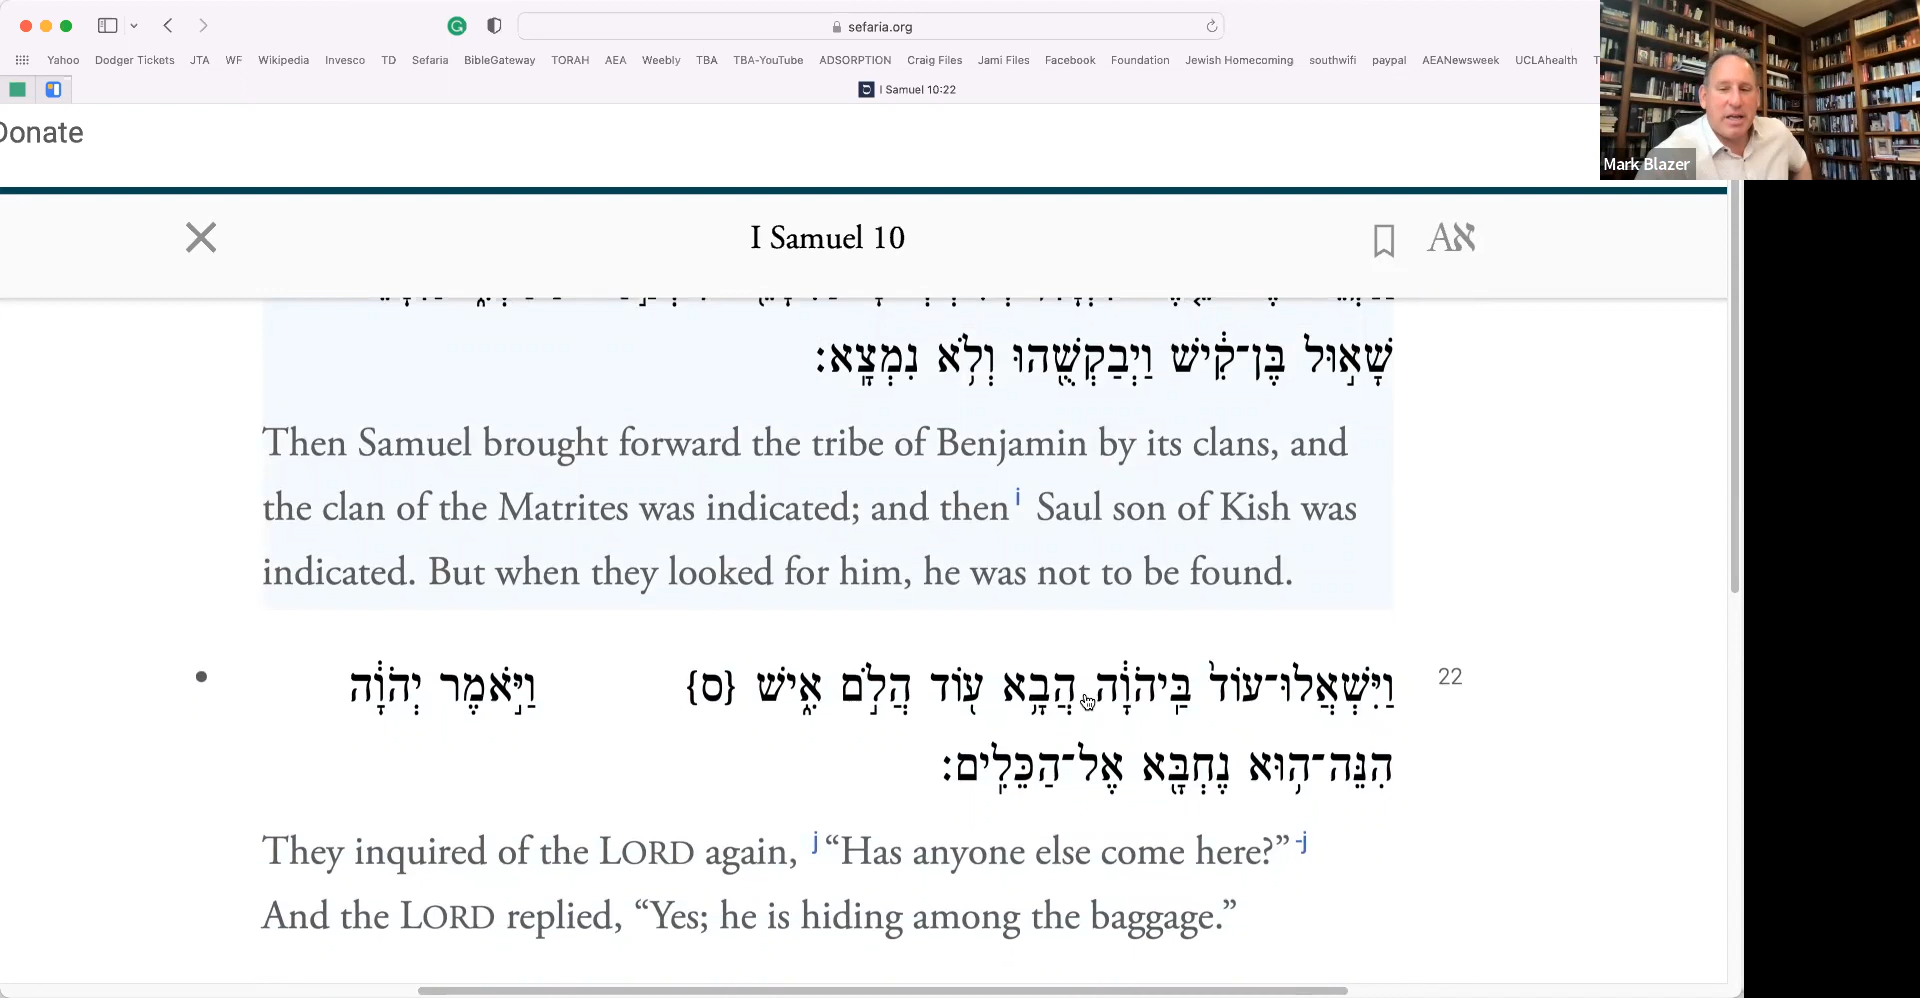 sefaria.org
Yahoo Dodger Tickets JTA WF Wikipedia Invesco TD Sefaria BibleGateway TORAH AEA Weebly TBA TBA-YouTube ADSORPTION Craig Files Jami Files Facebook Foundation Jewish Homecoming southwifi paypal AEANewsweek UCLAhealth
I Samuel 10:22
Donate
Mark Blazer
I Samuel 10
Aא
שָׁא֣וּל בֶּן־קִ֔ישׁ וַיְבַקְשֻׁ֖הוּ וְלֹ֥א נִמְצָֽא׃
Then Samuel brought forward the tribe of Benjamin by its clans, and
the clan of the Matrites was indicated; and then i Saul son of Kish was
indicated. But when they looked for him, he was not to be found.
22
וַיִּשְׁאֲלוּ־עוֹד֙ בַּֽיהֹוָ֔ה הֲבָ֥א ע֖וֹד הֲלֹ֣ם אִ֑ישׁ {ס} וַיֹּ֣אמֶר יְהֹוָ֔ה
הִנֵּה־ה֥וּא נֶחְבָּ֖א אֶל־הַכֵּלִֽים׃
They inquired of the LORD again, j “Has anyone else come here?” -j
And the LORD replied, “Yes; he is hiding among the baggage.”